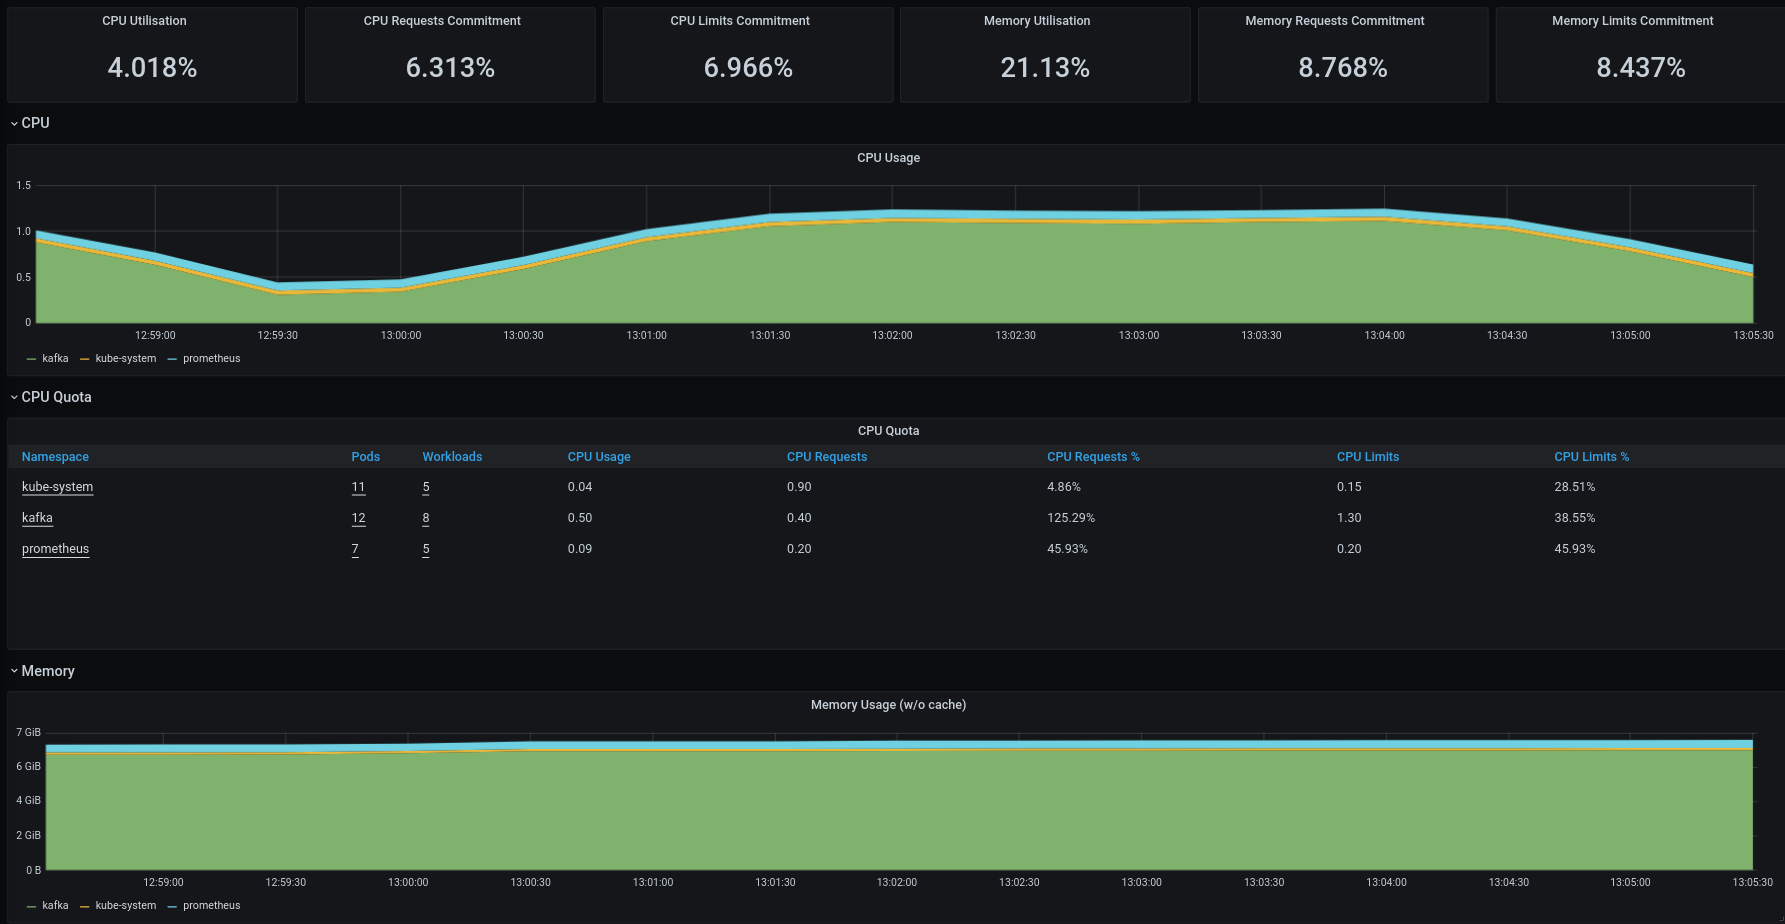 CPU Utilisation CPU Requests Commitment CPU Limits Commitment Memory Utilisation Memory Requests Commitment Memory Limits Commitment
4.018% 6.313% 6.966% 21.13% 8.768% 8.437%
CPU
CPU Usage
1.5
1.0
0.5
0
12:59:00 12:59:30 13:00:00 13:00:30 13:01:00 13:01:30 13:02:00 13:02:30 13:03:00 13:03:30 13:04:00 13:04:30 13:05:00 13:05:30
kafka kube-system prometheus
CPU Quota
CPU Quota
Namespace Pods Workloads CPU Usage CPU Requests CPU Requests % CPU Limits CPU Limits %
kube-system 11 5 0.04 0.90 4.86% 0.15 28.51%
kafka 12 8 0.50 0.40 125.29% 1.30 38.55%
prometheus 7 5 0.09 0.20 45.93% 0.20 45.93%
Memory
Memory Usage (w/o cache)
7 GiB
6 GiB
4 GiB
2 GiB
0 B
12:59:00 12:59:30 13:00:00 13:00:30 13:01:00 13:01:30 13:02:00 13:02:30 13:03:00 13:03:30 13:04:00 13:04:30 13:05:00 13:05:30
kafka kube-system prometheus